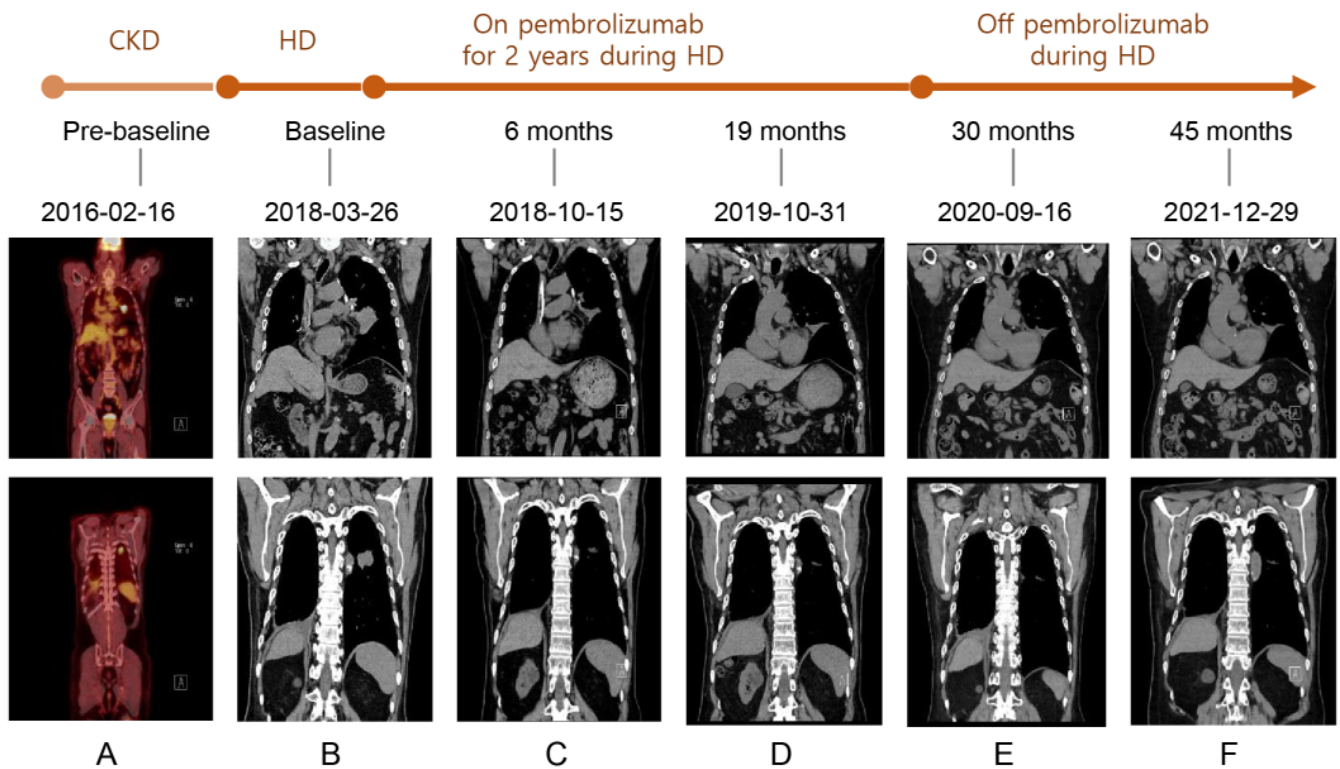 CKD
HD
On pembrolizumab
for 2 years during HD
Off pembrolizumab
during HD
Pre-baseline
Baseline
6 months
19 months
30 months
45 months
2016-02-16
2018-03-26
2018-10-15
2019-10-31
2020-09-16
2021-12-29
A
A
A
A
A
A
A
B
C
D
E
F